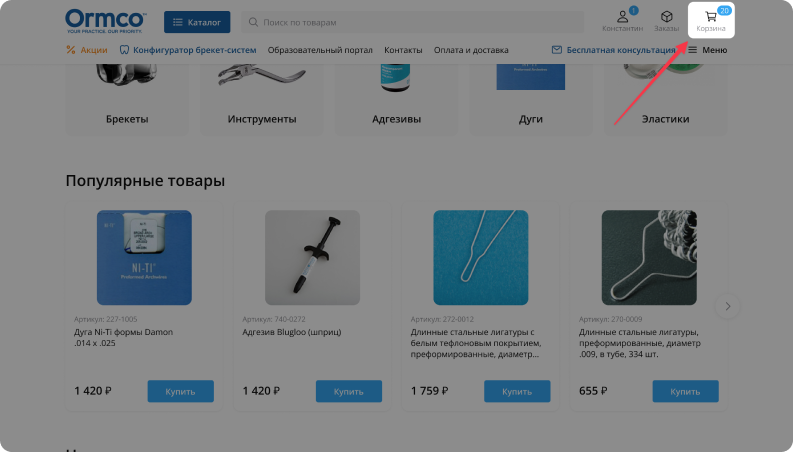 Ormco™
YOUR PRACTICE. OUR PRIORITY.
Каталог
Поиск по товарам
1
Константин
Заказы
20
Корзина
Акции
Конфигуратор брекет-систем
Образовательный портал
Контакты
Оплата и доставка
Бесплатная консультация
Меню
Брекеты
Инструменты
Адгезивы
Дуги
Эластики
Популярные товары
NI-TI
Артикул: 227-1005
Дуга Ni-Ti формы Damon
.014 x .025
1 420 ₽
Купить
Артикул: 740-0272
Адгезив Blugloo (шприц)
1 420 ₽
Купить
Артикул: 272-0012
Длинные стальные лигатуры с
белым тефлоновым покрытием,
преформированные, диаметр...
1 759 ₽
Купить
Артикул: 270-0009
Длинные стальные лигатуры,
преформированные, диаметр
.009, в тубе, 334 шт.
655 ₽
Купить